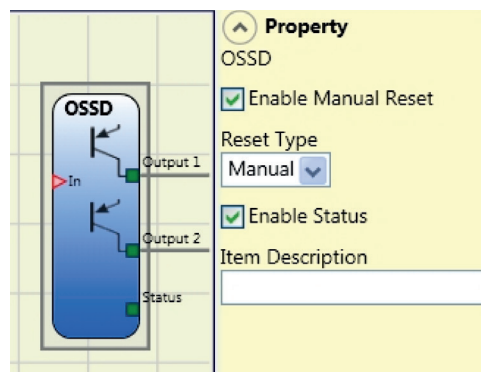 OSSD
In
Output 1
Output 2
Status
Property
OSSD
Enable Manual Reset
Reset Type
Manual
Enable Status
Item Description